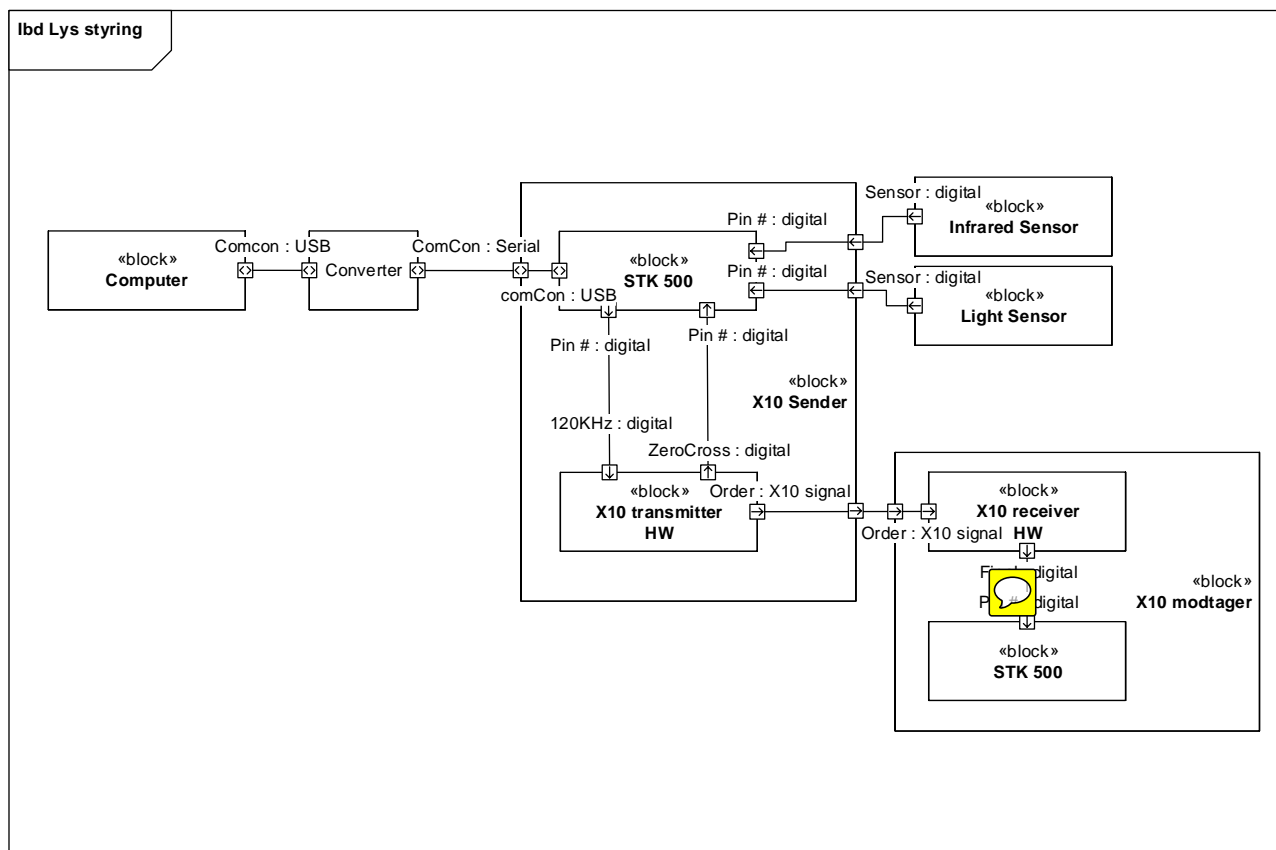 Ibd Lys styring
«block»
Computer
Comcon : USB
Converter
ComCon : Serial
comCon : USB
«block»
STK 500
Pin # : digital
Pin # : digital
Sensor : digital
«block»
Infrared Sensor
Sensor : digital
«block»
Light Sensor
Pin # : digital
Pin # : digital
«block»
X10 Sender
120KHz : digital
ZeroCross : digital
«block»
X10 transmitter
HW
Order : X10 signal
Order : X10 signal
«block»
X10 receiver
HW
digital
digital
«block»
X10 modtager
«block»
STK 500